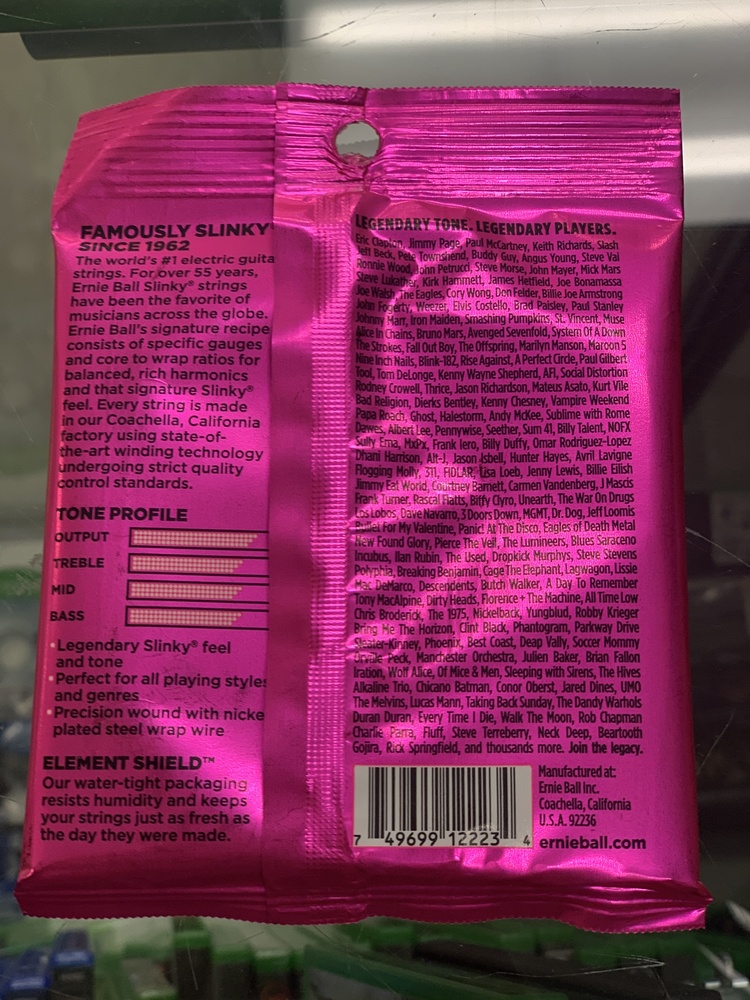 FAMOUSLY SLINKY
SINCE 1962
The world's #1 electric guita
strings. For over 55 years,
Ernie Ball Slinky® strings
have been the favorite of
musicians across the globe.
Ernie Ball's signature recipe
consists of specific gauges
and core to wrap ratios for
balanced, rich harmonics
and that signature Slinky®
feel. Every string is made
in our Coachella, California
factory using state-of-
the-art winding technology
undergoing strict quality
control standards.
TONE PROFILE
OUTPUT
TREBLE
MID
BASS
•Legendary Slinky® feel
and tone
•Perfect for all playing styles
and genres
•Precision wound with nicke
plated steel wrap wire
ELEMENT SHIELD™
Our water-tight packaging
resists humidity and keeps
your strings just as fresh as
the day they were made.
LEGENDARY TONE. LEGENDARY PLAYERS.
Eric Clapton, Jimmy Page, Paul McCartney, Keith Richards, Slash
Jeff Beck, Pete Townshend, Buddy Guy, Angus Young, Steve Vai
Ronnie Wood, John Petrucci, Steve Morse, John Mayer, Mick Mars
Steve Lukather, Kirk Hammett, James Hetfield, Joe Bonamassa
Joe Walsh, The Eagles, Cory Wong, Don Felder, Billie Joe Armstrong
John Fogerty, Weezer, Elvis Costello, Brad Paisley, Paul Stanley
Johnny Marr, Iron Maiden, Smashing Pumpkins, St. Vincent, Muse
Alice In Chains, Bruno Mars, Avenged Sevenfold, System Of A Down
The Strokes, Fall Out Boy, The Offspring, Marilyn Manson, Maroon 5
Nine Inch Nails, Blink-182, Rise Against, A Perfect Circle, Paul Gilbert
Tool, Tom DeLonge, Kenny Wayne Shepherd, AFI, Social Distortion
Rodney Crowell, Thrice, Jason Richardson, Mateus Asato, Kurt Vile
Bad Religion, Dierks Bentley, Kenny Chesney, Vampire Weekend
Papa Roach, Ghost, Halestorm, Andy McKee, Sublime with Rome
Dawes, Albert Lee, Pennywise, Seether, Sum 41, Billy Talent, NOFX
Sully Erna, MxPx, Frank Iero, Billy Duffy, Omar Rodriguez-Lopez
Dhani Harrison, Alt-J, Jason Isbell, Hunter Hayes, Avril Lavigne
Flogging Molly, 311, FIDLAR, Lisa Loeb, Jenny Lewis, Billie Eilish
Jimmy Eat World, Courtney Barnett, Carmen Vandenberg, J Mascis
Frank Turner, Rascal Flatts, Biffy Clyro, Unearth, The War On Drugs
Los Lobos, Dave Navarro, 3 Doors Down, MGMT, Dr. Dog, Jeff Loomis
Bullet For My Valentine, Panic! At The Disco, Eagles of Death Metal
New Found Glory, Pierce The Veil, The Lumineers, Blues Saraceno
Incubus, Ilan Rubin, The Used, Dropkick Murphys, Steve Stevens
Polyphia, Breaking Benjamin, Cage The Elephant, Lagwagon, Lissie
Mac DeMarco, Descendents, Butch Walker, A Day To Remember
Tony MacAlpine, Dirty Heads, Florence + The Machine, All Time Low
Chris Broderick, The 1975, Nickelback, Yungblud, Robby Krieger
Bring Me The Horizon, Clint Black, Phantogram, Parkway Drive
Sleater-Kinney, Phoenix, Best Coast, Deap Vally, Soccer Mommy
Orville Peck, Manchester Orchestra, Julien Baker, Brian Fallon
Iration, Wolf Alice, Of Mice & Men, Sleeping with Sirens, The Hives
Alkaline Trio, Chicano Batman, Conor Oberst, Jared Dines, UMO
The Melvins, Lucas Mann, Taking Back Sunday, The Dandy Warhols
Duran Duran, Every Time I Die, Walk The Moon, Rob Chapman
Charlie Parra, Fluff, Steve Terreberry, Neck Deep, Beartooth
Gojira, Rick Springfield, and thousands more. Join the legacy.
7 49699 12223 4
Manufactured at:
Ernie Ball Inc.
Coachella, California
U.S.A. 92236
ernieball.com